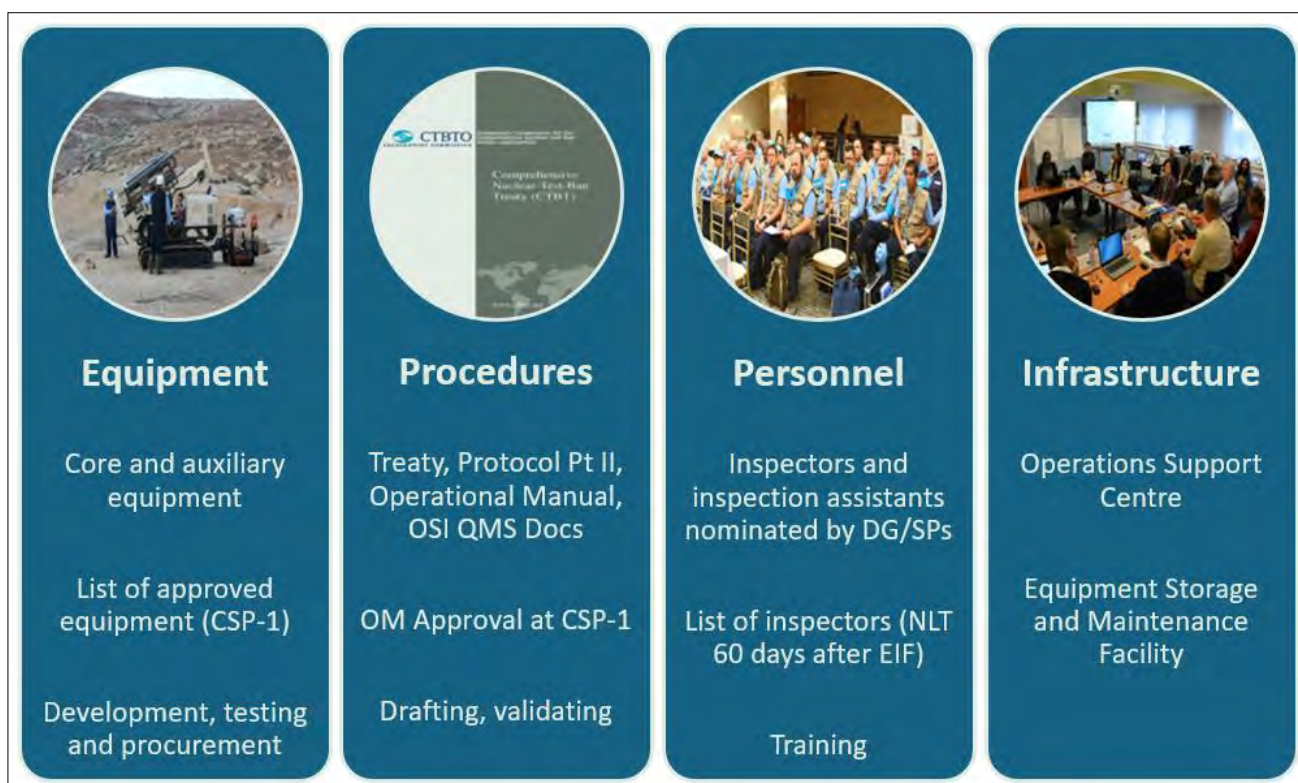 Equipment
Core and auxiliary
equipment
List of approved
equipment (CSP-1)
Development, testing
and procurement
CTBTO
Comprehensive
Nuclear-Test-Ban
Treaty (CTBT)
Procedures
Treaty, Protocol Pt II,
Operational Manual,
OSI QMS Docs
OM Approval at CSP-1
Drafting, validating
Personnel
Inspectors and
inspection assistants
nominated by DG/SPs
List of inspectors (NLT
60 days after EIF)
Training
Infrastructure
Operations Support
Centre
Equipment Storage
and Maintenance
Facility